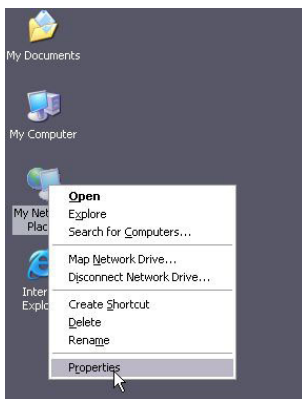 My Documents
My Computer
My Net
Plac
Inter
Explo
Open
Explore
Search for Computers...
Map Network Drive...
Disconnect Network Drive...
Create Shortcut
Delete
Rename
Properties